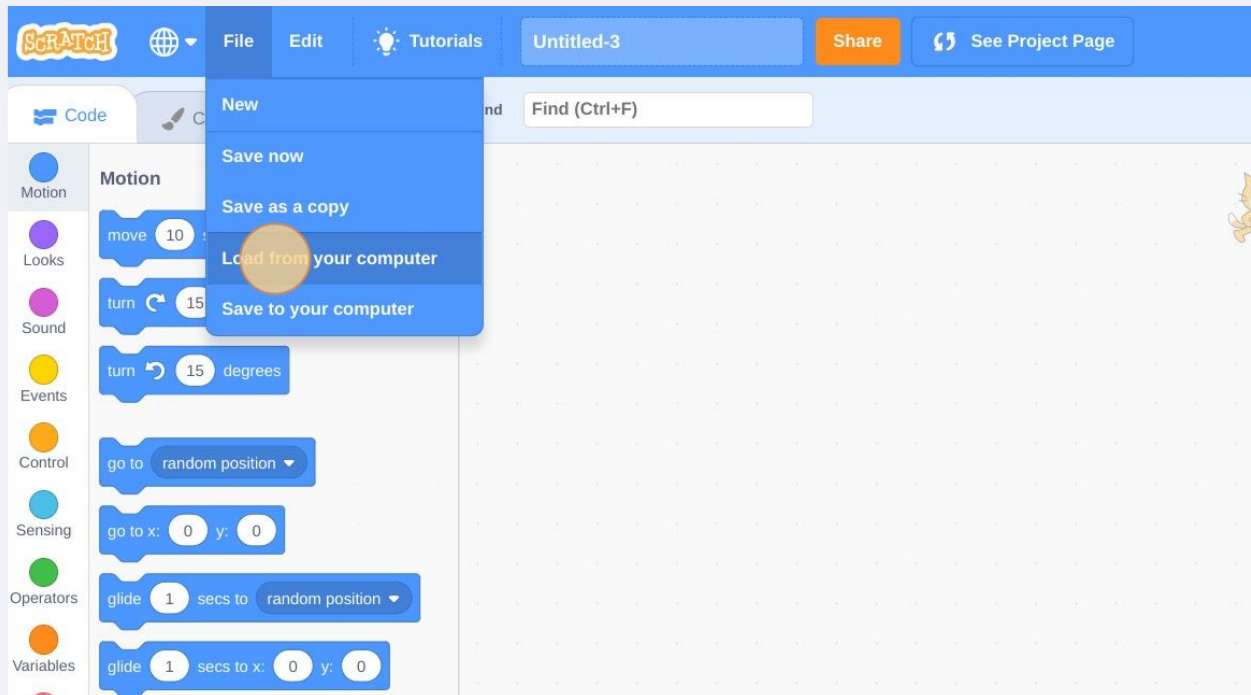 SCRATCH File Edit Tutorials Untitled-3 Share See Project Page
Code C nd Find (Ctrl+F)
New
Save now
Save as a copy
Load from your computer
Save to your computer
Motion
Looks
Sound
Events
Control
Sensing
Operators
Variables
Motion
move 10 s
turn 15
turn 15 degrees
go to random position
go to x: 0 y: 0
glide 1 secs to random position
glide 1 secs to x: 0 y: 0